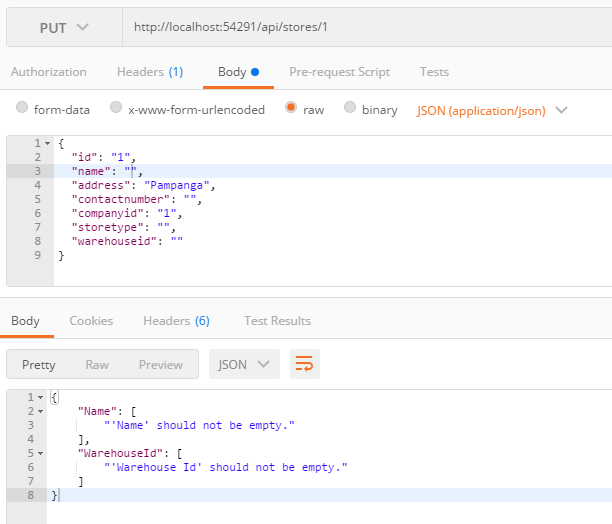 PUT http://localhost:54291/api/stores/1
Authorization Headers (1) Body Pre-request Script Tests
form-data x-www-form-urlencoded raw binary JSON (application/json)
1 {
2 "id": "1",
3 "name": "",
4 "address": "Pampanga",
5 "contactnumber": "",
6 "companyid": "1",
7 "storetype": "",
8 "warehouseid": ""
9 }
Body Cookies Headers (6) Test Results
Pretty Raw Preview JSON
1 {
2 "Name": [
3 "'Name' should not be empty."
4 ],
5 "WarehouseId": [
6 "'Warehouse Id' should not be empty."
7 ]
8 }